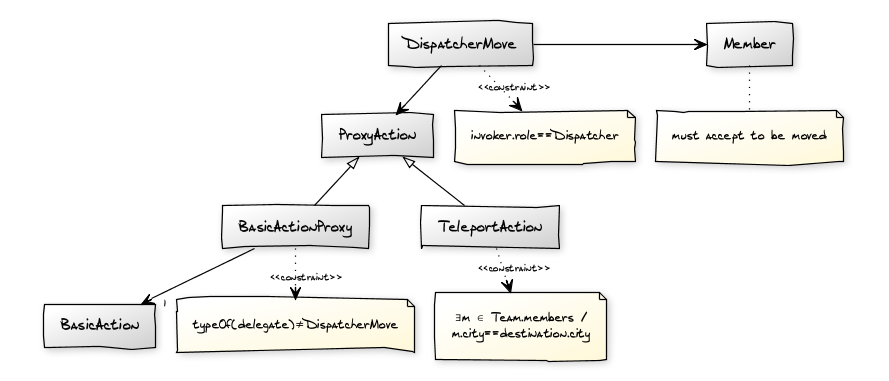 DispatcherMove
Member
<<constraint>>
ProxyAction
invoker.role==Dispatcher
must accept to be moved
BasicActionProxy
TeleportAction
<<constraint>>
<<constraint>>
1
BasicAction
typeOf(delegate)≠DispatcherMove
∃m ∈ Team.members /
m.city==destination.city